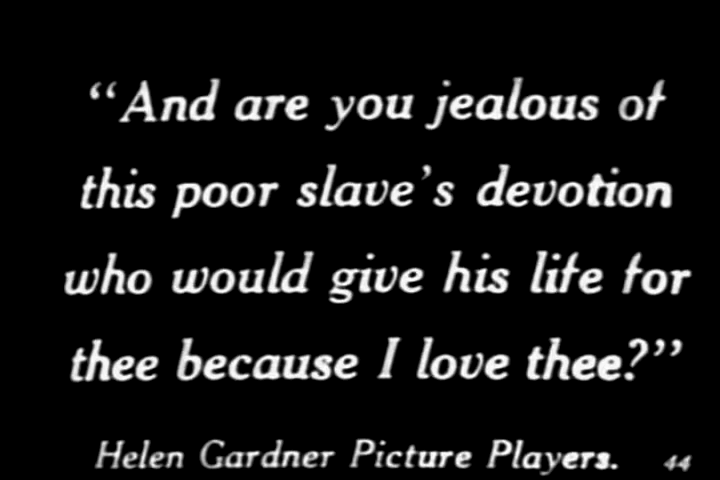 “And are you jealous of
this poor slave’s devotion
who would give his life for
thee because I love thee?”
Helen Gardner Picture Players. 44